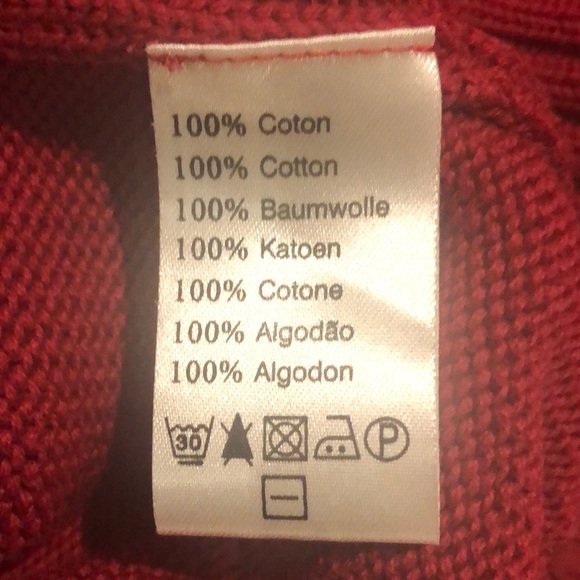 100% Coton
100% Cotton
100% Baumwolle
100% Katoen
100% Cotone
100% Algodão
100% Algodon
30 P